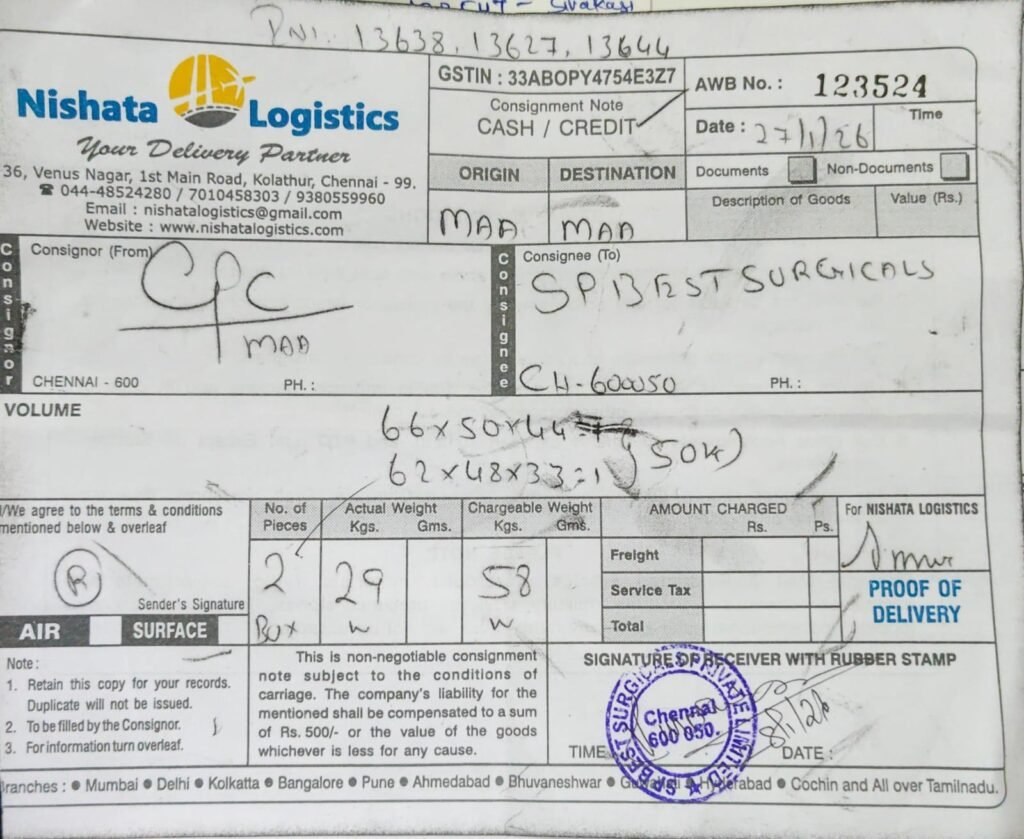 Sivakasi
13638, 13627, 13644
Nishata Logistics
Your Delivery Partner
36, Venus Nagar, 1st Main Road, Kolathur, Chennai - 99.
☎ 044-48524280 / 7010458303 / 9380559960
Email : nishatalogistics@gmail.com
Website : www.nishatalogistics.com
GSTIN : 33ABOPY4754E3Z7
Consignment Note
CASH / CREDIT
AWB No. : 123524
Date : 27/1/26
Time
ORIGIN DESTINATION
MAA MAA
Documents Non-Documents
Description of Goods Value (Rs.)
Consignor
Consignor (From)
CPC
MAA
CHENNAI - 600 PH. :
Consignee
Consignee (To)
SP BEST SURGICALS
CH-600050 PH. :
VOLUME
66x50x44
62x48x33=1
I/We agree to the terms & conditions
mentioned below & overleaf
R
Sender's Signature
AIR SURFACE
No. of Pieces
2
Box
Actual Weight
Kgs. Gms.
29
Chargeable Weight
Kgs. Gms.
58
AMOUNT CHARGED
Rs. Ps.
Freight
Service Tax
Total
For NISHATA LOGISTICS
PROOF OF
DELIVERY
Note :
1. Retain this copy for your records.
Duplicate will not be issued.
2. To be filled by the Consignor.
3. For information turn overleaf.
This is non-negotiable consignment
note subject to the conditions of
carriage. The company's liability for the
mentioned shall be compensated to a sum
of Rs. 500/- or the value of the goods
whichever is less for any cause.
SIGNATURE OF RECEIVER WITH RUBBER STAMP
SP BEST SURGICALS PRIVATE LIMITED
Chennai
600 050.
TIME DATE :
Branches : ● Mumbai ● Delhi ● Kolkatta ● Bangalore ● Pune ● Ahmedabad ● Bhuvaneshwar ● Guwahati ● Hyderabad ● Cochin and All over Tamilnadu.